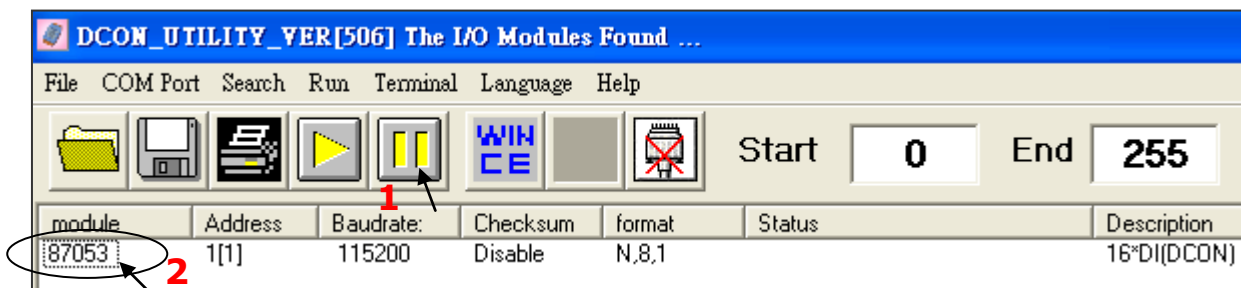 DCON_UTILITY_VER[506] The I/O Modules Found ...
File COM Port Search Run Terminal Language Help
WIN CE Start 0 End 255
1
module Address Baudrate: Checksum format Status Description
87053 1[1] 115200 Disable N,8,1 16*DI(DCON)
2